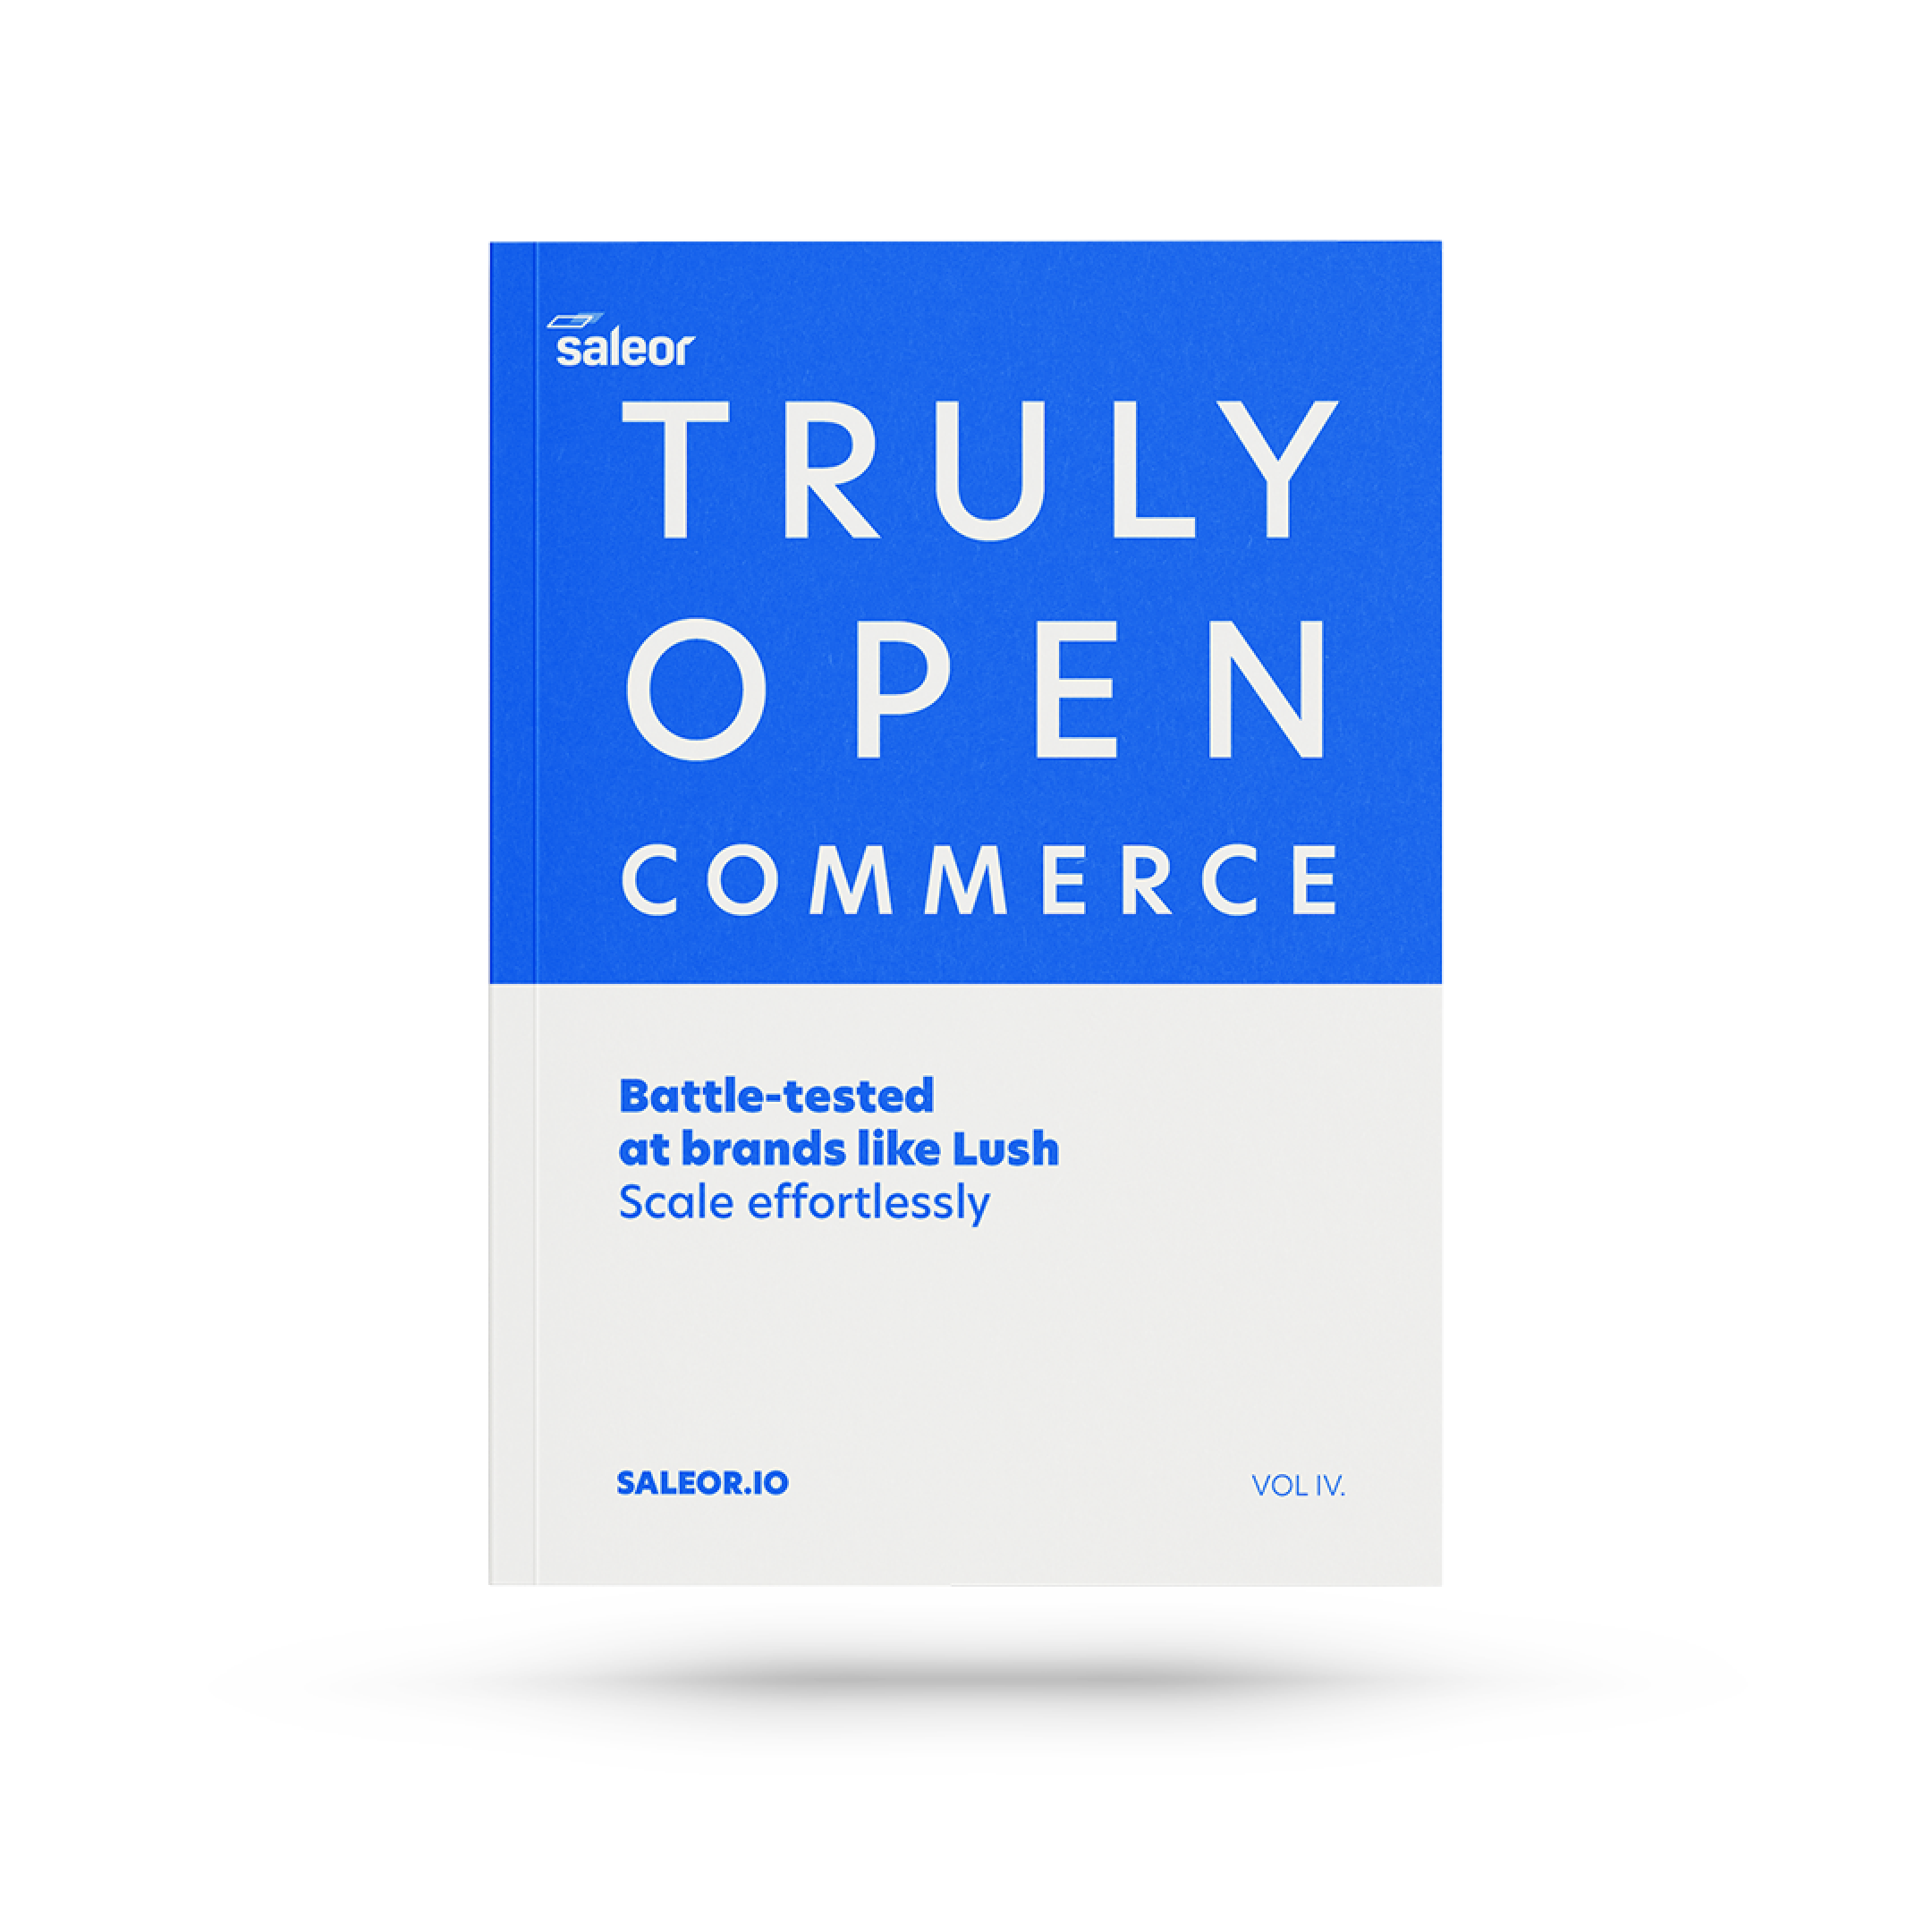 saleor
TRULY
OPEN
COMMERCE
Battle-tested
at brands like Lush
Scale effortlessly
SALEOR.IO
VOL IV.